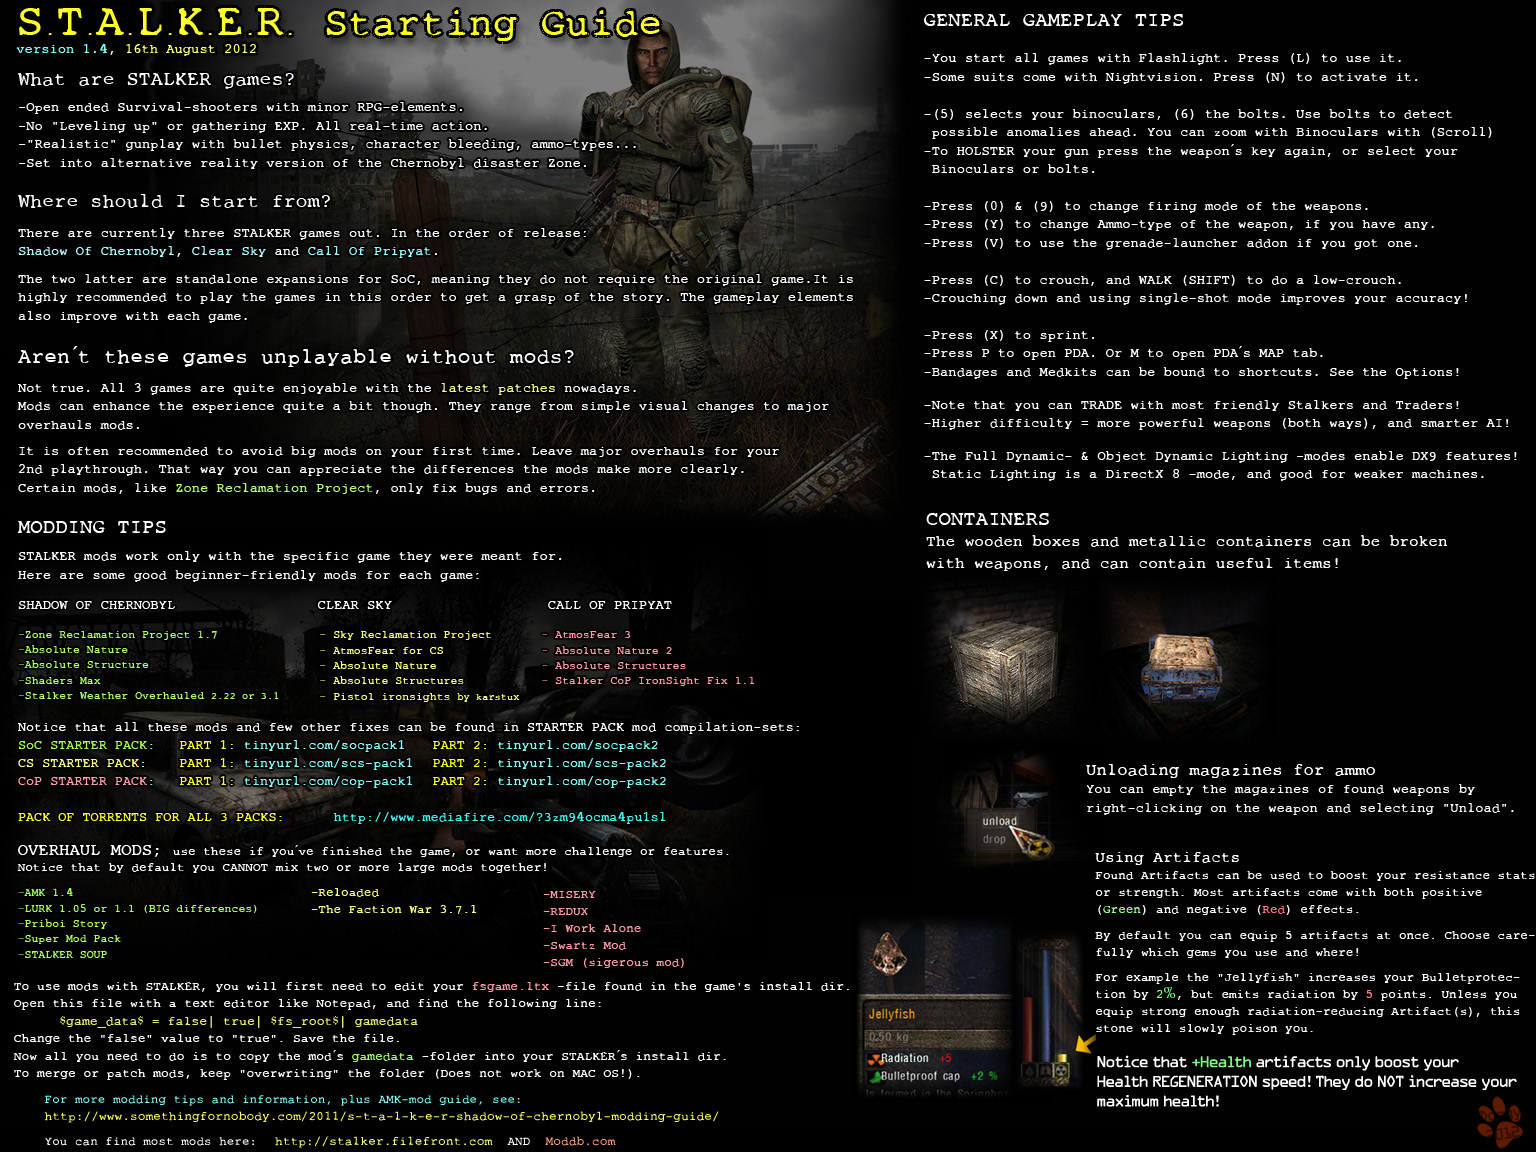 S.T.A.L.K.E.R. Starting Guide
version 1.4, 16th August 2012
What are STALKER games?
-Open ended Survival-shooters with minor RPG-elements.
-No "Leveling up" or gathering EXP. All real-time action.
-"Realistic" gunplay with bullet physics, character bleeding, ammo-types...
-Set into alternative reality version of the Chernobyl disaster Zone.
Where should I start from?
There are currently three STALKER games out. In the order of release:
Shadow Of Chernobyl, Clear Sky and Call Of Pripyat.
The two latter are standalone expansions for SoC, meaning they do not require the original game.It is
highly recommended to play the games in this order to get a grasp of the story. The gameplay elements
also improve with each game.
Aren´t these games unplayable without mods?
Not true. All 3 games are quite enjoyable with the latest patches nowadays.
Mods can enhance the experience quite a bit though. They range from simple visual changes to major
overhauls mods.
It is often recommended to avoid big mods on your first time. Leave major overhauls for your
2nd playthrough. That way you can appreciate the differences the mods make more clearly.
Certain mods, like Zone Reclamation Project, only fix bugs and errors.
MODDING TIPS
STALKER mods work only with the specific game they were meant for.
Here are some good beginner-friendly mods for each game:
SHADOW OF CHERNOBYL
-Zone Reclamation Project 1.7
-Absolute Nature
-Absolute Structure
-Shaders Max
-Stalker Weather Overhauled 2.22 or 3.1
CLEAR SKY
- Sky Reclamation Project
- AtmosFear for CS
- Absolute Nature
- Absolute Structures
- Pistol ironsights by karstux
CALL OF PRIPYAT
- AtmosFear 3
- Absolute Nature 2
- Absolute Structures
- Stalker CoP IronSight Fix 1.1
Notice that all these mods and few other fixes can be found in STARTER PACK mod compilation-sets:
SoC STARTER PACK: PART 1: tinyurl.com/socpack1 PART 2: tinyurl.com/socpack2
CS STARTER PACK: PART 1: tinyurl.com/scs-pack1 PART 2: tinyurl.com/scs-pack2
CoP STARTER PACK: PART 1: tinyurl.com/cop-pack1 PART 2: tinyurl.com/cop-pack2
PACK OF TORRENTS FOR ALL 3 PACKS: http://www.mediafire.com/?3zm94ocma4pu1sl
OVERHAUL MODS; use these if you´ve finished the game, or want more challenge or features.
Notice that by default you CANNOT mix two or more large mods together!
-AMK 1.4
-LURK 1.05 or 1.1 (BIG differences)
-Priboi Story
-Super Mod Pack
-STALKER SOUP
-Reloaded
-The Faction War 3.7.1
-MISERY
-REDUX
-I Work Alone
-Swartz Mod
-SGM (sigerous mod)
To use mods with STALKER, you will first need to edit your fsgame.ltx -file found in the game's install dir.
Open this file with a text editor like Notepad, and find the following line:
$game_data$ = false| true| $fs_root$| gamedata
Change the "false" value to "true". Save the file.
Now all you need to do is to copy the mod´s gamedata -folder into your STALKER´s install dir.
To merge or patch mods, keep "overwriting" the folder (Does not work on MAC OS!).
For more modding tips and information, plus AMK-mod guide, see:
http://www.somethingfornobody.com/2011/s-t-a-l-k-e-r-shadow-of-chernobyl-modding-guide/
You can find most mods here: http://stalker.filefront.com AND Moddb.com
GENERAL GAMEPLAY TIPS
-You start all games with Flashlight. Press (L) to use it.
-Some suits come with Nightvision. Press (N) to activate it.
-(5) selects your binoculars, (6) the bolts. Use bolts to detect
possible anomalies ahead. You can zoom with Binoculars with (Scroll)
-To HOLSTER your gun press the weapon´s key again, or select your
Binoculars or bolts.
-Press (0) & (9) to change firing mode of the weapons.
-Press (Y) to change Ammo-type of the weapon, if you have any.
-Press (V) to use the grenade-launcher addon if you got one.
-Press (C) to crouch, and WALK (SHIFT) to do a low-crouch.
-Crouching down and using single-shot mode improves your accuracy!
-Press (X) to sprint.
-Press P to open PDA. Or M to open PDA´s MAP tab.
-Bandages and Medkits can be bound to shortcuts. See the Options!
-Note that you can TRADE with most friendly Stalkers and Traders!
-Higher difficulty = more powerful weapons (both ways), and smarter AI!
-The Full Dynamic- & Object Dynamic Lighting -modes enable DX9 features!
Static Lighting is a DirectX 8 -mode, and good for weaker machines.
CONTAINERS
The wooden boxes and metallic containers can be broken
with weapons, and can contain useful items!
unload
drop
Unloading magazines for ammo
You can empty the magazines of found weapons by
right-clicking on the weapon and selecting "Unload".
Using Artifacts
Found Artifacts can be used to boost your resistance stats
or strength. Most artifacts come with both positive
(Green) and negative (Red) effects.
By default you can equip 5 artifacts at once. Choose care-
fully which gems you use and where!
For example the "Jellyfish" increases your Bulletprotec-
tion by 2%, but emits radiation by 5 points. Unless you
equip strong enough radiation-reducing Artifact(s), this
stone will slowly poison you.
Jellyfish
0.50 kg
Radiation +5
Bulletproof cap +2 %
Is formed in the
Notice that +Health artifacts only boost your
Health REGENERATION speed! They do NOT increase your
maximum health!